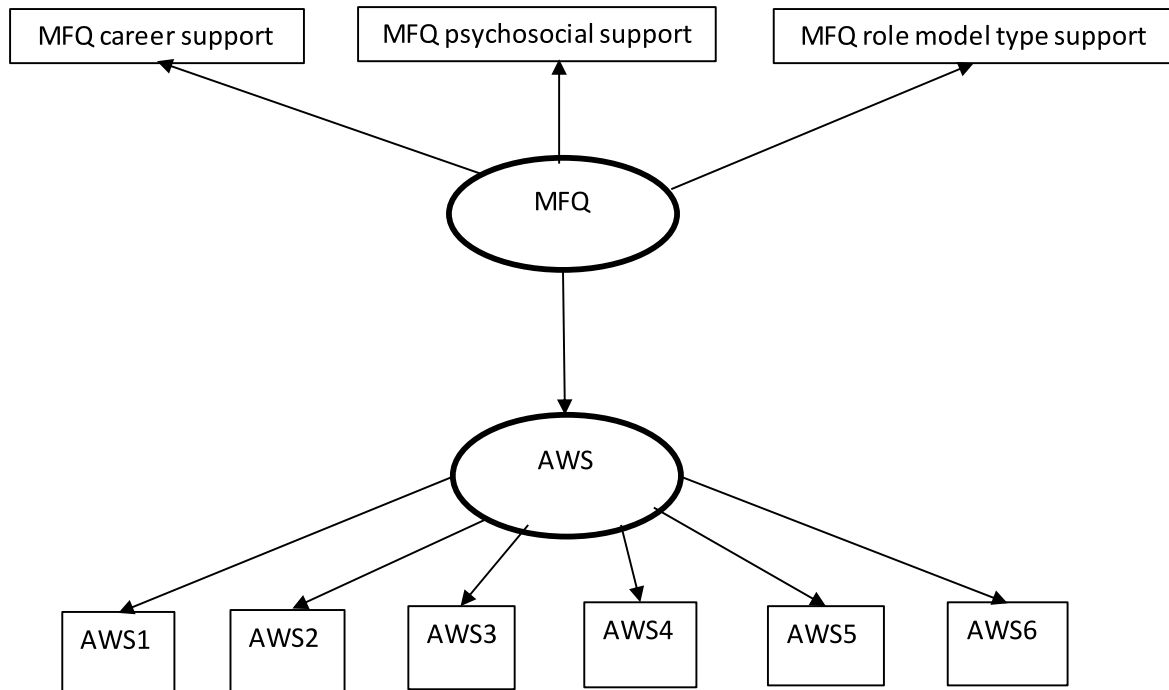 MFQ career support
MFQ psychosocial support
MFQ role model type support
MFQ
AWS
AWS1
AWS2
AWS3
AWS4
AWS5
AWS6